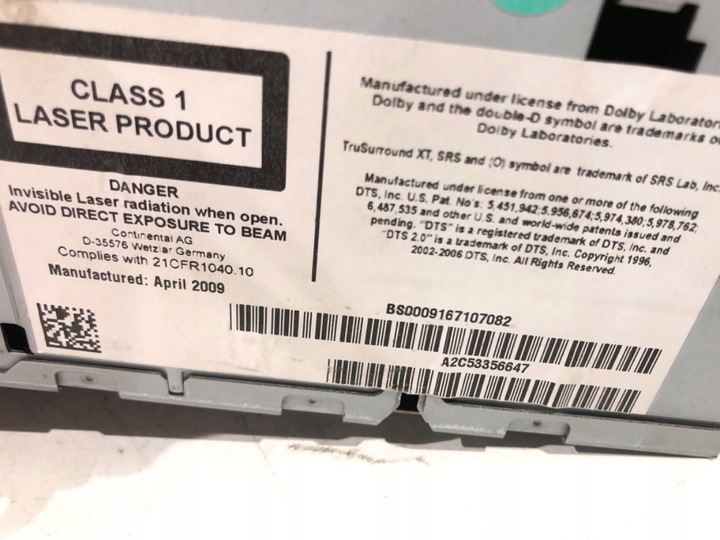 CLASS 1
LASER PRODUCT
DANGER
Invisible Laser radiation when open.
AVOID DIRECT EXPOSURE TO BEAM
Continental AG
D-35576 Wetzlar Germany
Complies with 21CFR1040.10
Manufactured: April 2009
Manufactured under license from Dolby Laborator
Dolby and the double-D symbol are trademarks o
Dolby Laboratories.
TruSurround XT, SRS and (O) symbol are trademark of SRS Lab, Inc.
Manufactured under license from one or more of the following
DTS, Inc. U.S. Pat. No's: 5,451,942;5,956,674;5,974,380;5,978,762;
6,487,535 and other U.S. and world-wide patents issued and
pending. "DTS" is a registered trademark of DTS, Inc. and
"DTS 2.0" is a trademark of DTS, Inc. Copyright 1996,
2002-2006 DTS, Inc. All Rights Reserved.
BS0009167107082
A2C53356647